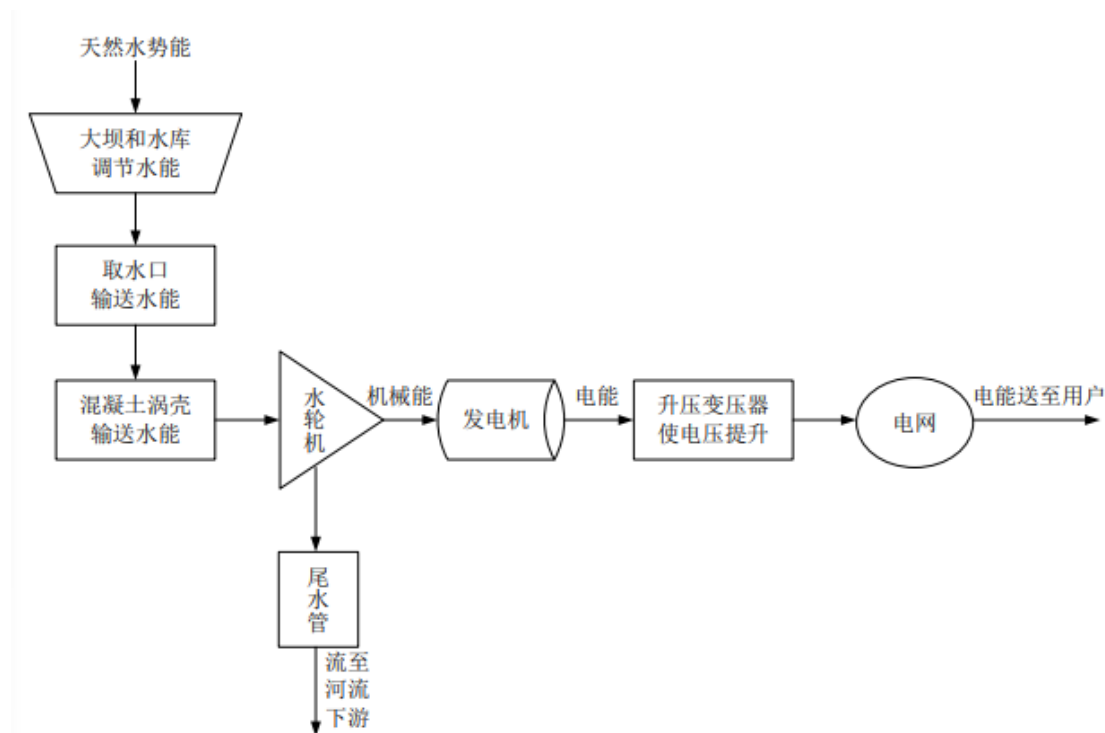 天然水势能
大坝和水库
调节水能
取水口
输送水能
混凝土涡壳
输送水能
水
轮
机
机械能
发电机
电能
升压变压器
使电压提升
电网
电能送至用户
尾
水
管
流至
河流
下游